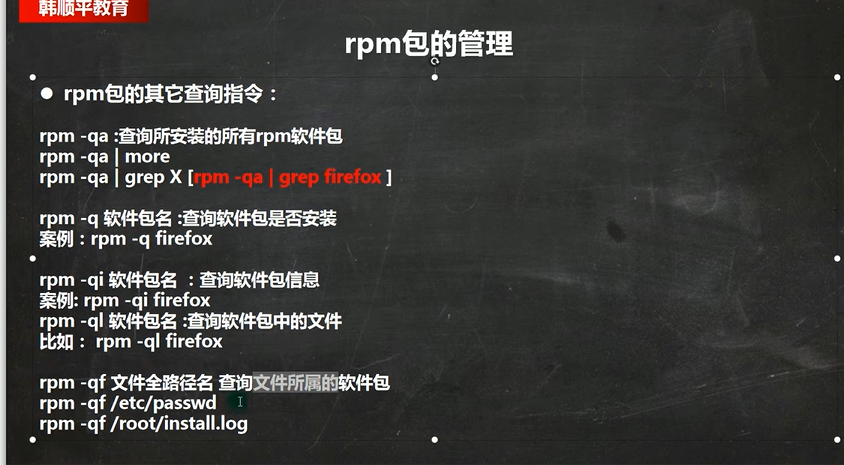 韩顺平教育
rpm包的管理
● rpm包的其它查询指令：
rpm -qa :查询所安装的所有rpm软件包
rpm -qa | more
rpm -qa | grep X [rpm -qa | grep firefox ]
rpm -q 软件包名 :查询软件包是否安装
案例：rpm -q firefox
rpm -qi 软件包名 ：查询软件包信息
案例: rpm -qi firefox
rpm -ql 软件包名 :查询软件包中的文件
比如： rpm -ql firefox
rpm -qf 文件全路径名 查询文件所属的软件包
rpm -qf /etc/passwd
rpm -qf /root/install.log